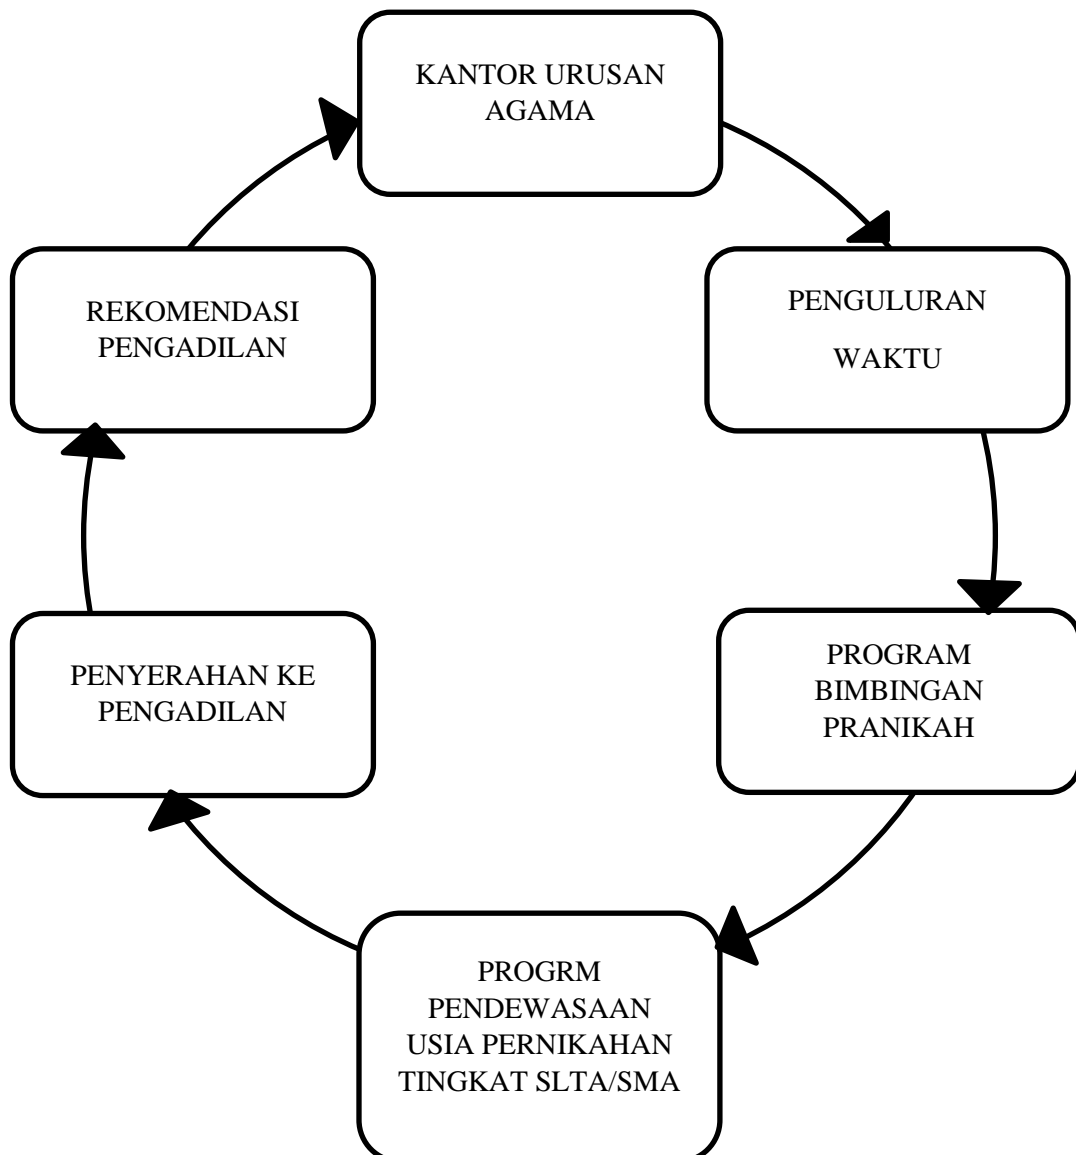 KANTOR URUSAN
AGAMA
PENGULURAN
WAKTU
PROGRAM
BIMBINGAN
PRANIKAH
PROGRM
PENDEWASAAN
USIA PERNIKAHAN
TINGKAT SLTA/SMA
PENYERAHAN KE
PENGADILAN
REKOMENDASI
PENGADILAN